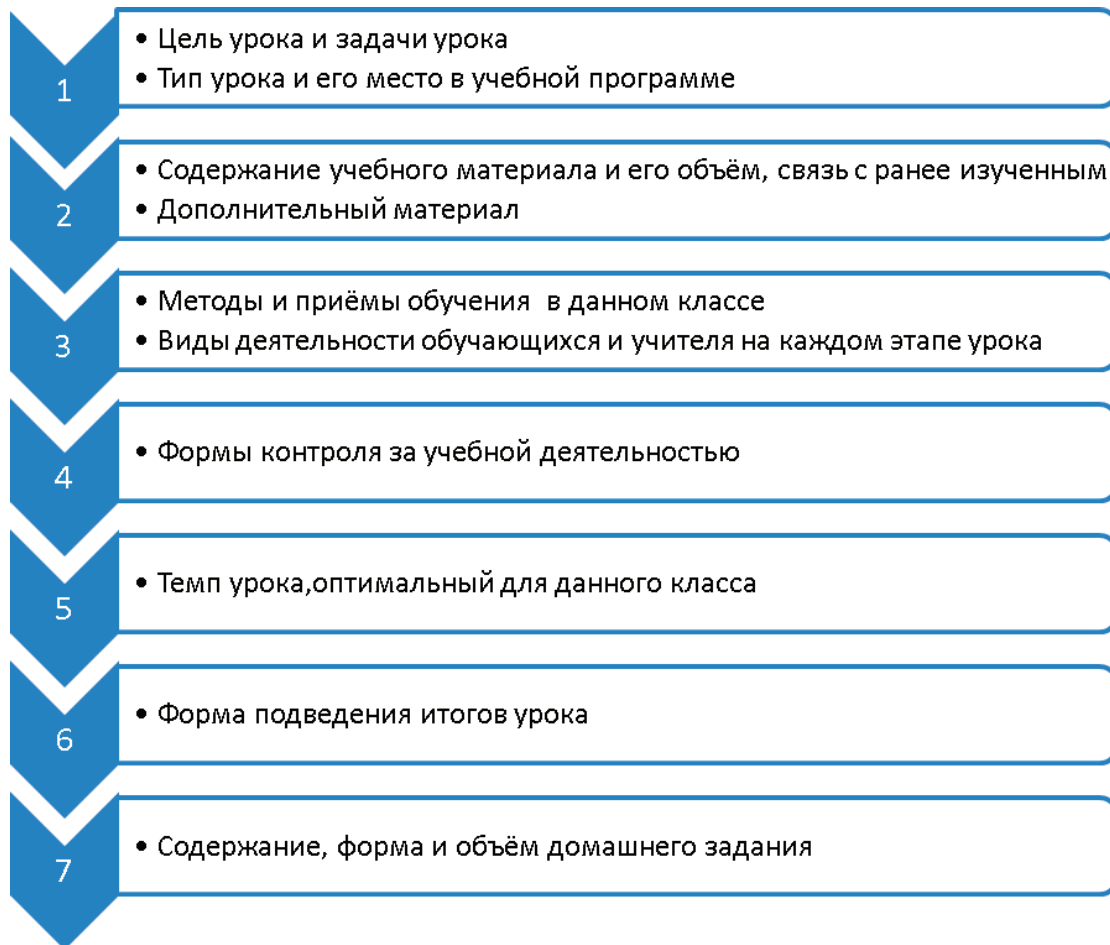 1
• Цель урока и задачи урока
• Тип урока и его место в учебной программе
2
• Содержание учебного материала и его объём, связь с ранее изученным
• Дополнительный материал
3
• Методы и приёмы обучения  в данном классе
• Виды деятельности обучающихся и учителя на каждом этапе урока
4
• Формы контроля за учебной деятельностью
5
• Темп урока,оптимальный для данного класса
6
• Форма подведения итогов урока
7
• Содержание, форма и объём домашнего задания